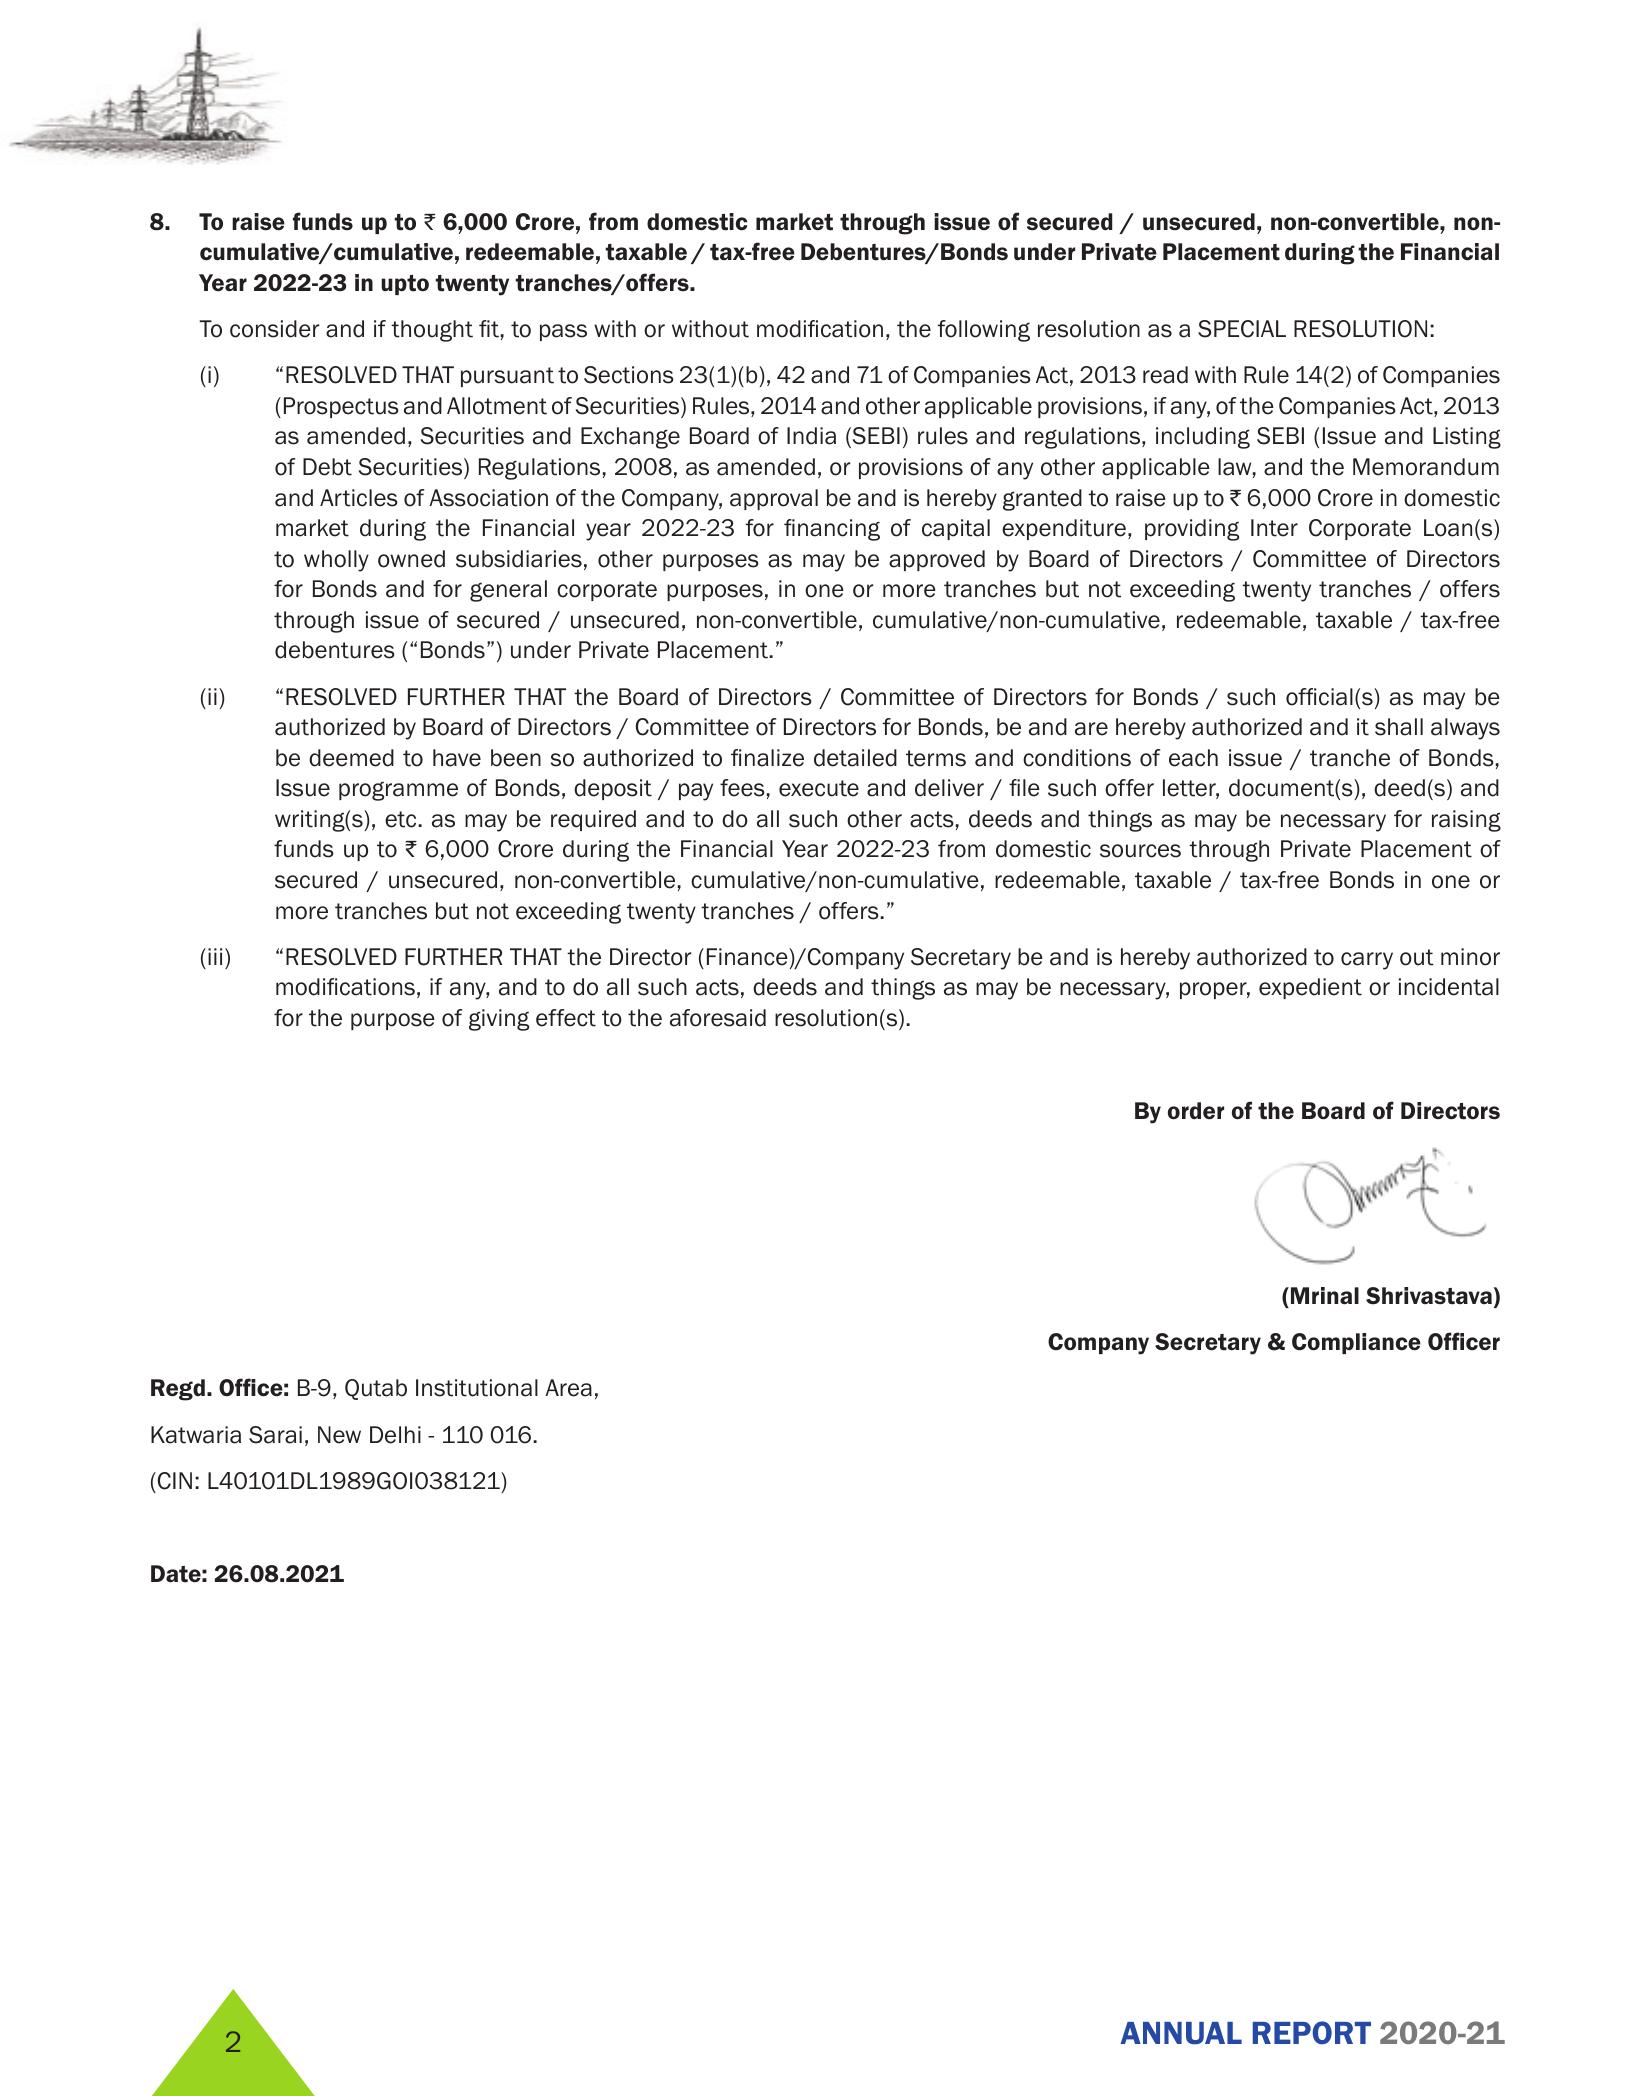 8. To raise funds up to ₹ 6,000 Crore, from domestic market through issue of secured / unsecured, non-convertible, non-
cumulative/cumulative, redeemable, taxable / tax-free Debentures/Bonds under Private Placement during the Financial
Year 2022-23 in upto twenty tranches/offers.
To consider and if thought fit, to pass with or without modification, the following resolution as a SPECIAL RESOLUTION:
(i) “RESOLVED THAT pursuant to Sections 23(1)(b), 42 and 71 of Companies Act, 2013 read with Rule 14(2) of Companies
(Prospectus and Allotment of Securities) Rules, 2014 and other applicable provisions, if any, of the Companies Act, 2013
as amended, Securities and Exchange Board of India (SEBI) rules and regulations, including SEBI (Issue and Listing
of Debt Securities) Regulations, 2008, as amended, or provisions of any other applicable law, and the Memorandum
and Articles of Association of the Company, approval be and is hereby granted to raise up to ₹ 6,000 Crore in domestic
market during the Financial year 2022-23 for financing of capital expenditure, providing Inter Corporate Loan(s)
to wholly owned subsidiaries, other purposes as may be approved by Board of Directors / Committee of Directors
for Bonds and for general corporate purposes, in one or more tranches but not exceeding twenty tranches / offers
through issue of secured / unsecured, non-convertible, cumulative/non-cumulative, redeemable, taxable / tax-free
debentures (“Bonds”) under Private Placement.”
(ii) “RESOLVED FURTHER THAT the Board of Directors / Committee of Directors for Bonds / such official(s) as may be
authorized by Board of Directors / Committee of Directors for Bonds, be and are hereby authorized and it shall always
be deemed to have been so authorized to finalize detailed terms and conditions of each issue / tranche of Bonds,
Issue programme of Bonds, deposit / pay fees, execute and deliver / file such offer letter, document(s), deed(s) and
writing(s), etc. as may be required and to do all such other acts, deeds and things as may be necessary for raising
funds up to ₹ 6,000 Crore during the Financial Year 2022-23 from domestic sources through Private Placement of
secured / unsecured, non-convertible, cumulative/non-cumulative, redeemable, taxable / tax-free Bonds in one or
more tranches but not exceeding twenty tranches / offers.”
(iii) “RESOLVED FURTHER THAT the Director (Finance)/Company Secretary be and is hereby authorized to carry out minor
modifications, if any, and to do all such acts, deeds and things as may be necessary, proper, expedient or incidental
for the purpose of giving effect to the aforesaid resolution(s).
By order of the Board of Directors
(Mrinal Shrivastava)
Company Secretary & Compliance Officer
Regd. Office: B-9, Qutab Institutional Area,
Katwaria Sarai, New Delhi - 110 016.
(CIN: L40101DL1989GOI038121)
Date: 26.08.2021
2
ANNUAL REPORT 2020-21